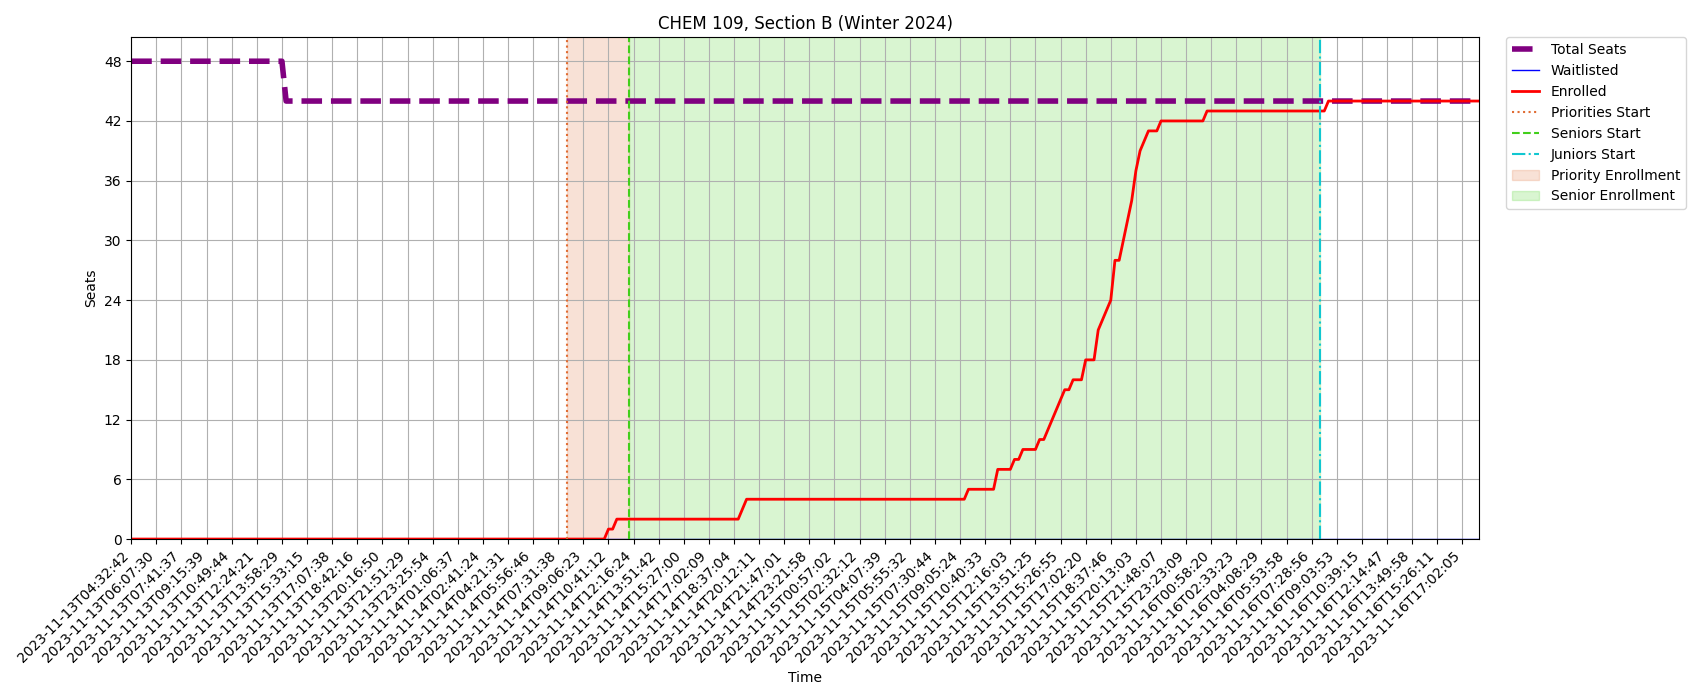 CHEM 109, Section B (Winter 2024)
Total Seats
Waitlisted
Enrolled
Priorities Start
Seniors Start
Juniors Start
Priority Enrollment
Senior Enrollment
Seats
48
42
36
30
24
18
12
6
0
2023-11-13T04:32:42
2023-11-13T06:07:30
2023-11-13T07:41:37
2023-11-13T09:15:39
2023-11-13T10:49:44
2023-11-13T12:24:21
2023-11-13T13:58:29
2023-11-13T15:33:15
2023-11-13T17:07:38
2023-11-13T18:42:16
2023-11-13T20:16:50
2023-11-13T21:51:29
2023-11-13T23:25:54
2023-11-14T01:06:37
2023-11-14T02:41:24
2023-11-14T04:21:31
2023-11-14T05:56:46
2023-11-14T07:31:38
2023-11-14T09:06:23
2023-11-14T10:41:12
2023-11-14T12:16:24
2023-11-14T13:51:42
2023-11-14T15:27:00
2023-11-14T17:02:09
2023-11-14T18:37:04
2023-11-14T20:12:11
2023-11-14T21:47:01
2023-11-14T23:21:58
2023-11-15T00:57:02
2023-11-15T02:32:12
2023-11-15T04:07:39
2023-11-15T05:55:32
2023-11-15T07:30:44
2023-11-15T09:05:24
2023-11-15T10:40:33
2023-11-15T12:16:03
2023-11-15T13:51:25
2023-11-15T15:26:55
2023-11-15T17:02:20
2023-11-15T18:37:46
2023-11-15T20:13:03
2023-11-15T21:48:07
2023-11-15T23:23:09
2023-11-16T00:58:20
2023-11-16T02:33:23
2023-11-16T04:08:29
2023-11-16T05:53:58
2023-11-16T07:28:56
2023-11-16T09:03:53
2023-11-16T10:39:15
2023-11-16T12:14:47
2023-11-16T13:49:58
2023-11-16T15:26:11
2023-11-16T17:02:05
Time